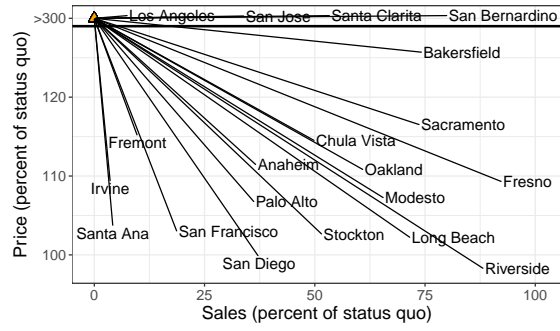 >300
Los Angeles
San Jose
Santa Clarita
San Bernardino
Bakersfield
120
Sacramento
Fremont
Chula Vista
Anaheim
Oakland
110
Fresno
Irvine
Modesto
Palo Alto
Santa Ana
San Francisco
Stockton
Long Beach
San Diego
Riverside
100
0
25
50
75
100
Sales (percent of status quo)
Price (percent of status quo)